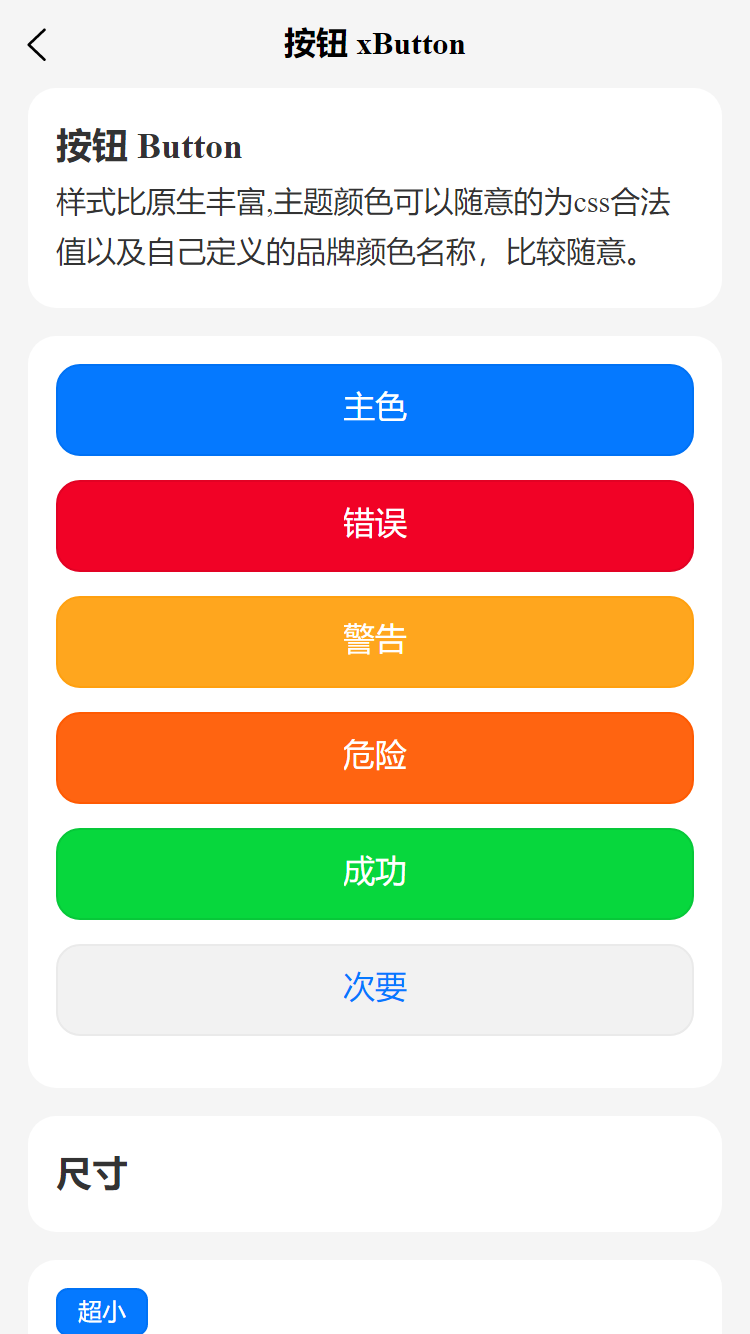 按钮 xButton
按钮 Button
样式比原生丰富,主题颜色可以随意的为css合法
值以及自己定义的品牌颜色名称，比较随意。
主色
错误
警告
危险
成功
次要
尺寸
超小